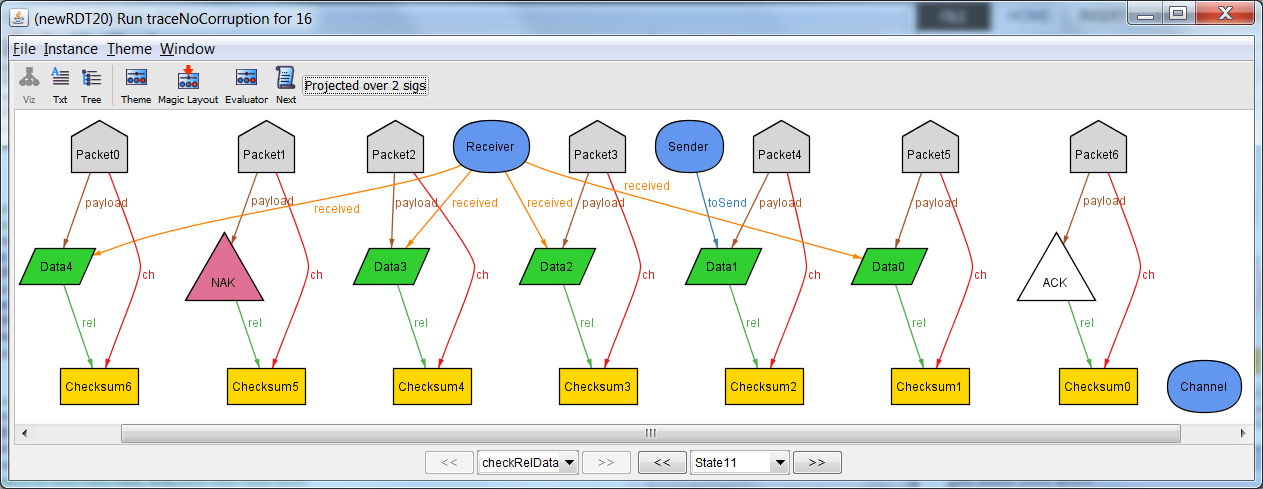 (newRDT20) Run traceNoCorruption for 16
FILE
HOME
File Instance Theme Window
Viz Txt Tree Theme Magic Layout Evaluator Next Projected over 2 sigs
Packet0 Packet1 Packet2 Receiver Packet3 Sender Packet4 Packet5 Packet6
received
payload payload payload received received payload toSend payload payload payload
received
Data4 NAK Data3 Data2 Data1 Data0 ACK
ch ch ch ch ch ch ch
rel rel rel rel rel rel rel
Checksum6 Checksum5 Checksum4 Checksum3 Checksum2 Checksum1 Checksum0 Channel
<< checkRelData >> << State11 >>